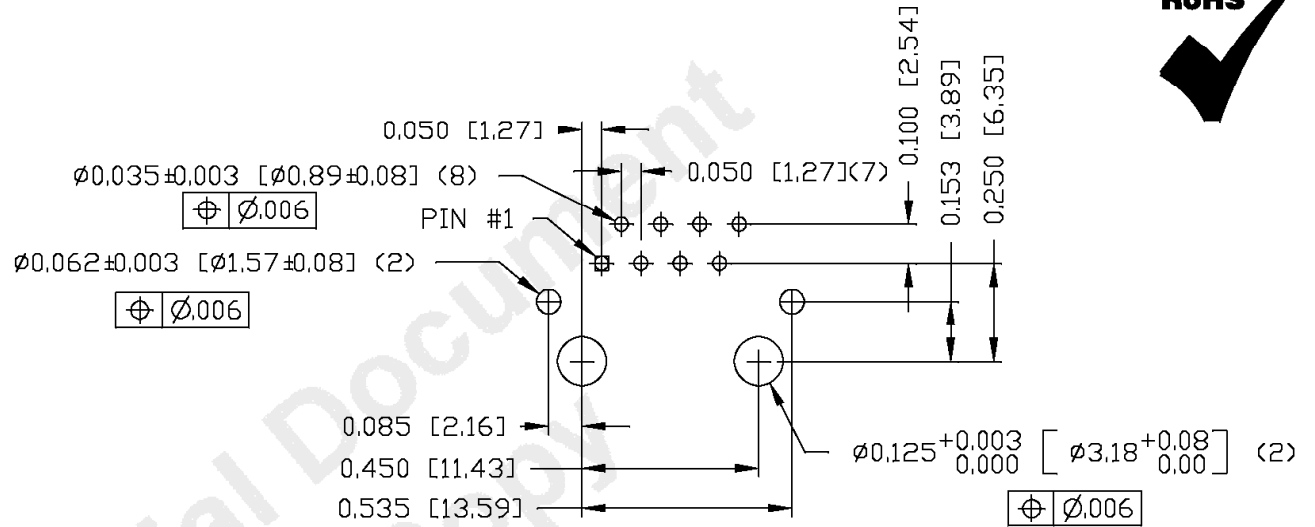 RoHS
0.050 [1.27]
0.100 [2.54]
0.153 [3.89]
0.250 [6.35]
Ø0.035±0.003 [Ø0.89±0.08] (8)
0.050 [1.27](7)
⌖ Ø.006
PIN #1
Ø0.062±0.003 [Ø1.57±0.08] (2)
⌖ Ø.006
0.085 [2.16]
0.450 [11.43]
0.535 [13.59]
Ø0.125+0.003 0.000 [Ø3.18+0.08 0.00] (2)
⌖ Ø.006
Document